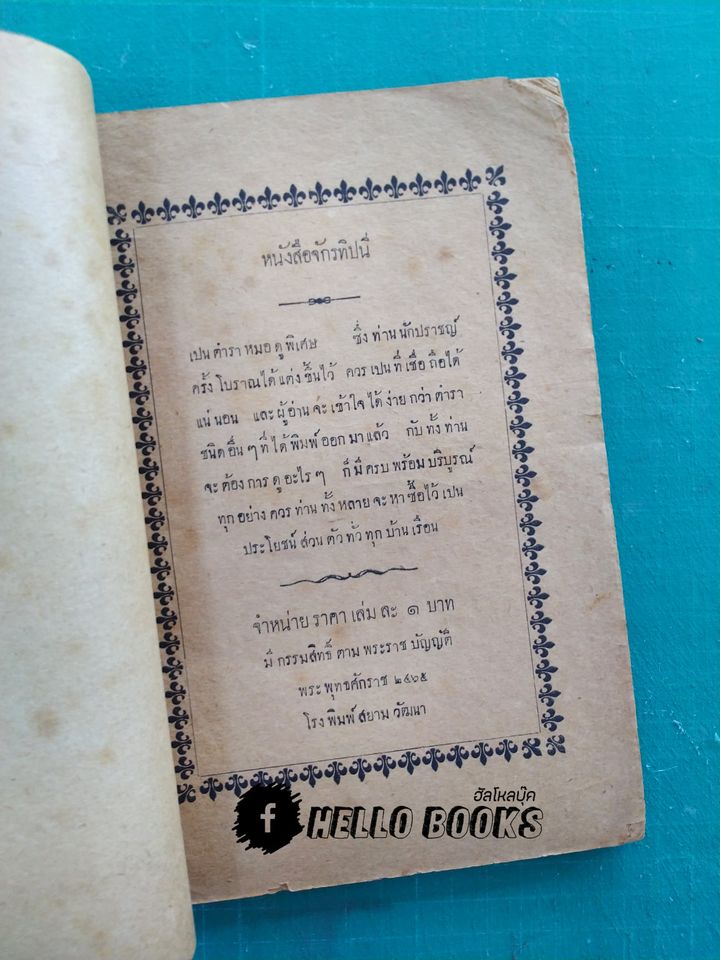 หนังสือจักรทิปนี
เปน ตำรา หมอ ดู พิเศษ ซึ่ง ท่าน นักปราชญ์
ครั้ง โบราณได้ แต่ง ขึ้นไว้ ควร เปน ที่ เชื่อ ถือได้
แน่ นอน และ ผู้ อ่าน จะ เข้าใจ ได้ ง่าย กว่า ตำรา
ชนิด อื่น ๆ ที่ ได้ พิมพ์ ออก มา แล้ว กับ ทั้ง ท่าน
จะ ต้อง การ ดู อะไร ๆ ก็ มี ครบ พร้อม บริบูรณ์
ทุก อย่าง ควร ท่าน ทั้ง หลาย จะ หา ซื้อไว้ เปน
ประโยชน์ ส่วน ตัว ทั่ว ทุก บ้าน เรือน
จำหน่าย ราคา เล่ม ละ ๑ บาท
มี กรรมสิทธิ์ ตาม พระราช บัญญัติ
พระ พุทธศักราช ๒๔๖๕
โรง พิมพ์ สยาม วัฒนา
ฮัลโหลบุ๊ค
f HELLO BOOKS